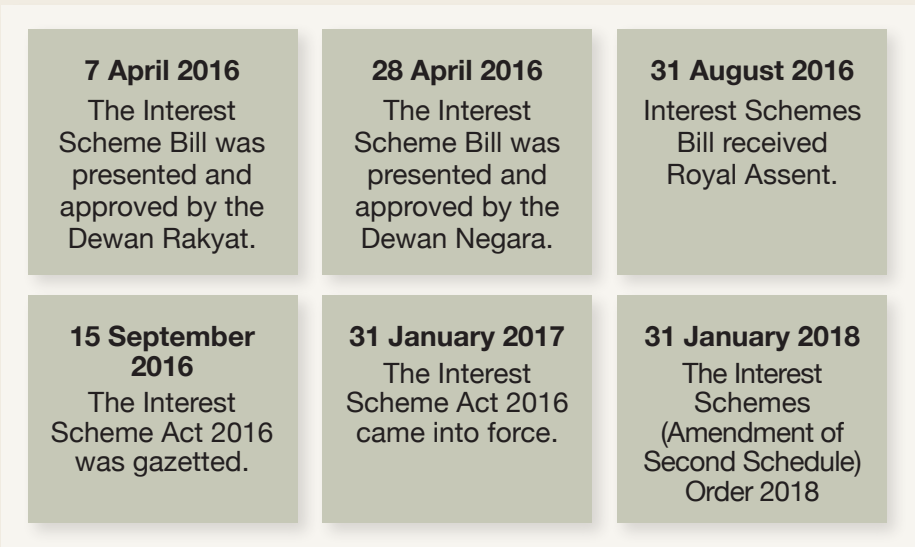 7 April 2016
The Interest
Scheme Bill was
presented and
approved by the
Dewan Rakyat.
28 April 2016
The Interest
Scheme Bill was
presented and
approved by the
Dewan Negara.
31 August 2016
Interest Schemes
Bill received
Royal Assent.
15 September
2016
The Interest
Scheme Act 2016
was gazetted.
31 January 2017
The Interest
Scheme Act 2016
came into force.
31 January 2018
The Interest
Schemes
(Amendment of
Second Schedule)
Order 2018